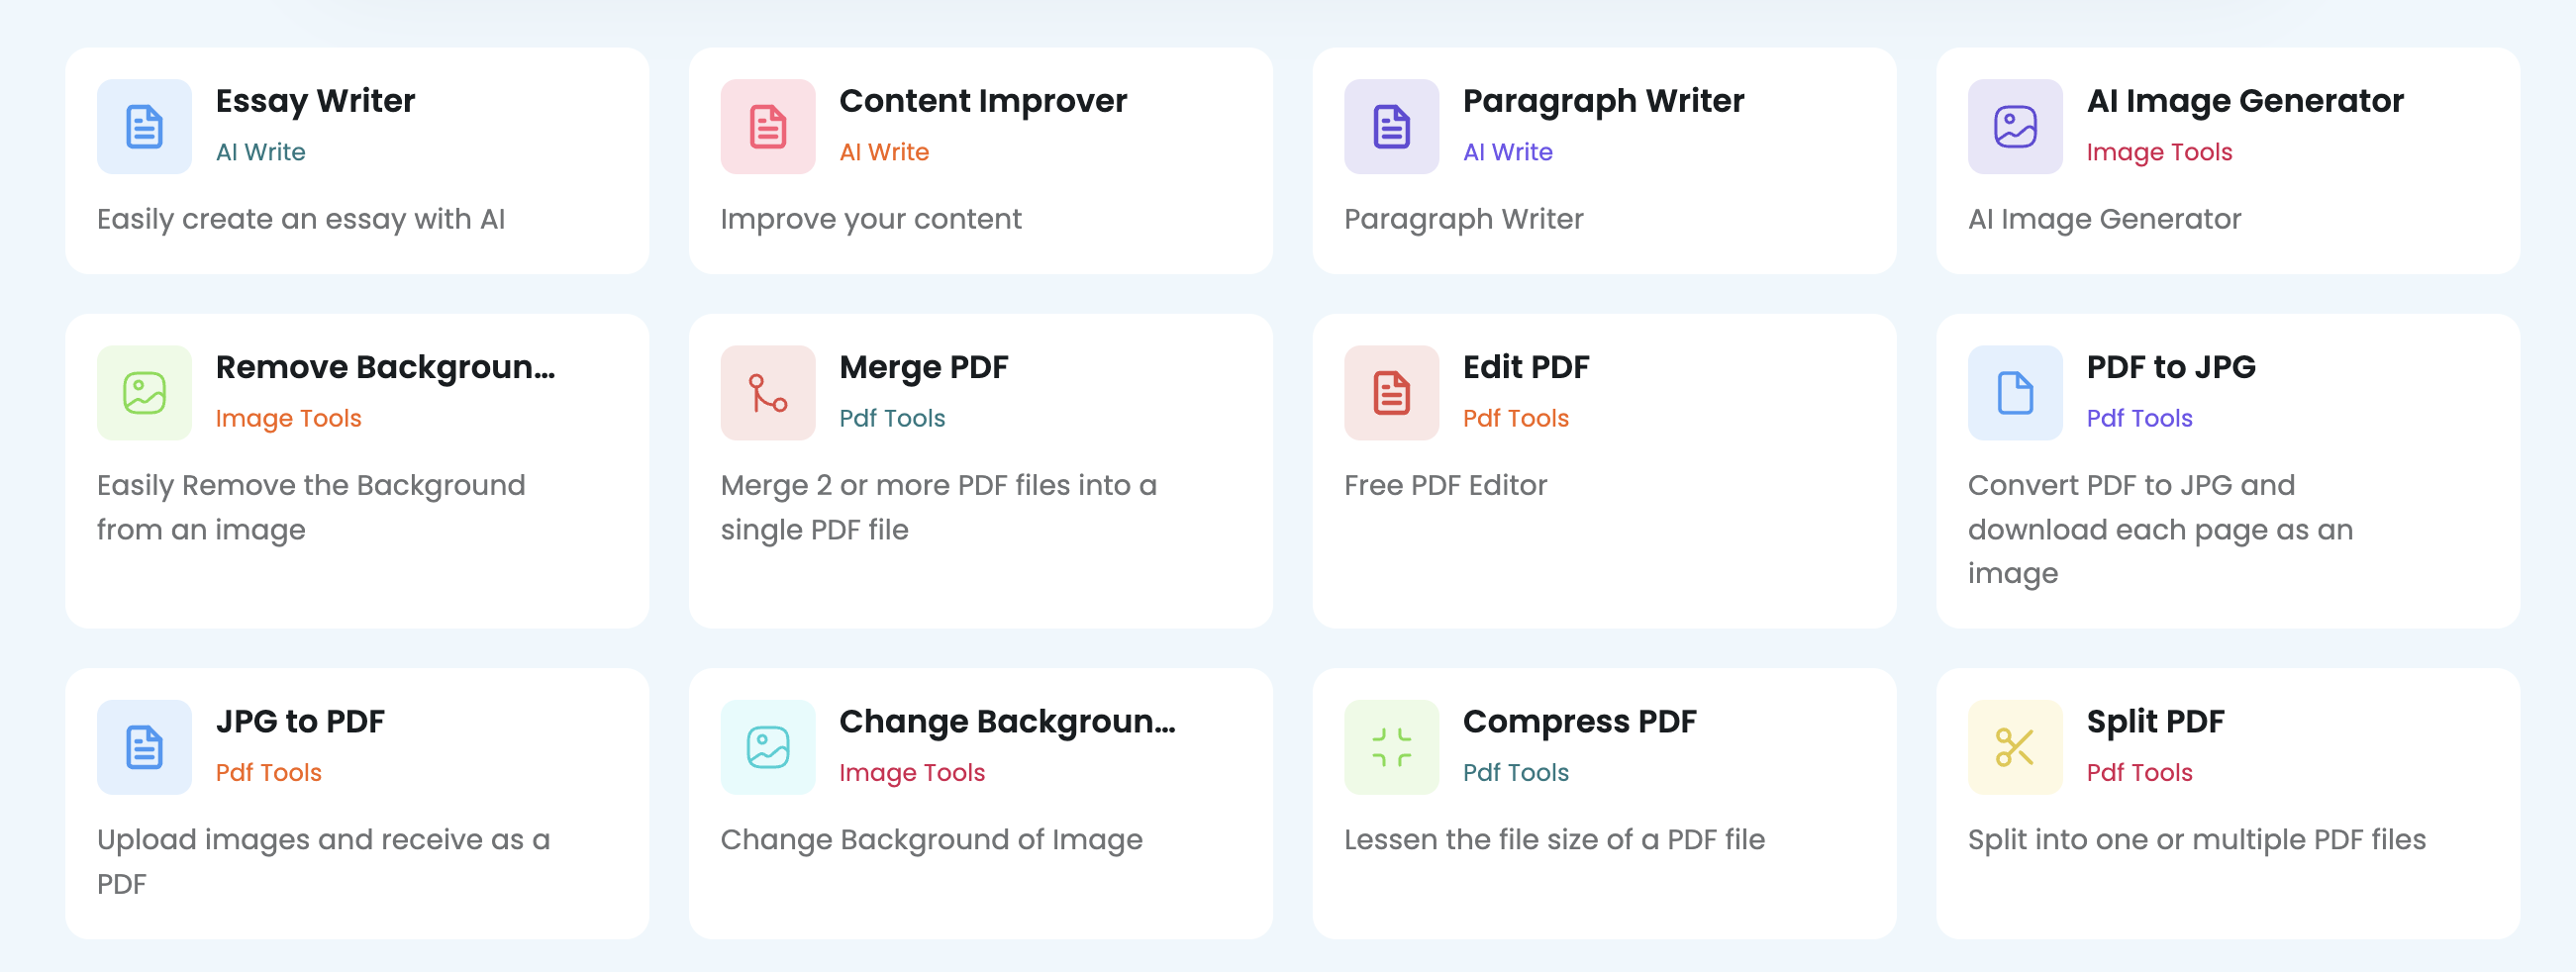 Essay Writer
AI Write
Easily create an essay with AI
Content Improver
AI Write
Improve your content
Paragraph Writer
AI Write
Paragraph Writer
AI Image Generator
Image Tools
AI Image Generator
Remove Backgroun...
Image Tools
Easily Remove the Background
from an image
Merge PDF
Pdf Tools
Merge 2 or more PDF files into a
single PDF file
Edit PDF
Pdf Tools
Free PDF Editor
PDF to JPG
Pdf Tools
Convert PDF to JPG and
download each page as an
image
JPG to PDF
Pdf Tools
Upload images and receive as a
PDF
Change Backgroun...
Image Tools
Change Background of Image
Compress PDF
Pdf Tools
Lessen the file size of a PDF file
Split PDF
Pdf Tools
Split into one or multiple PDF files